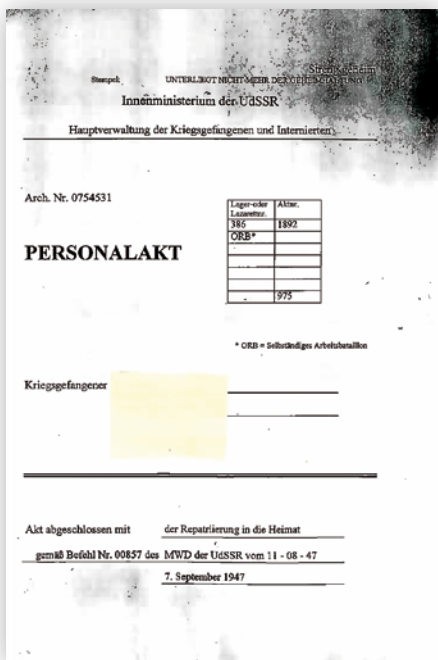 Streng geheim
Stempel: UNTERLIEGT NICHT MEHR DER GEHEIMHALTUNG
Innenministerium der UdSSR
Hauptverwaltung der Kriegsgefangenen und Internierten
Arch. Nr. 0754531
Lager-oder Lazarettnr. Aktnr.
386 1892
ORB*
975
PERSONALAKT
* ORB = Selbständiges Arbeitsbataillon
Kriegsgefangener
Akt abgeschlossen mit der Repatriierung in die Heimat
gemäß Befehl Nr. 00857 des MWD der UdSSR vom 11 - 08 - 47
7. September 1947